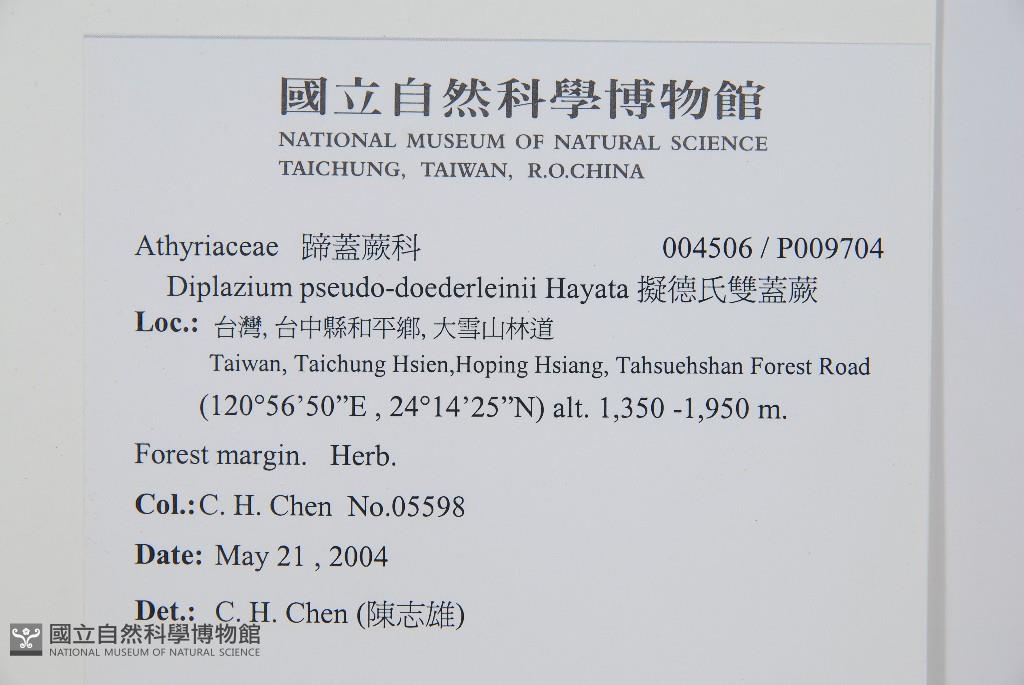 國立自然科學博物館
NATIONAL MUSEUM OF NATURAL SCIENCE
TAICHUNG, TAIWAN, R.O.CHINA
Athyriaceae 蹄蓋蕨科 004506 / P009704
Diplazium pseudo-doederleinii Hayata 擬德氏雙蓋蕨
Loc.: 台灣, 台中縣和平鄉, 大雪山林道
Taiwan, Taichung Hsien,Hoping Hsiang, Tahsuehshan Forest Road
(120°56’50”E , 24°14’25”N) alt. 1,350 -1,950 m.
Forest margin. Herb.
Col.:C. H. Chen No.05598
Date: May 21 , 2004
Det.: C. H. Chen (陳志雄)
國立自然科學博物館
NATIONAL MUSEUM OF NATURAL SCIENCE